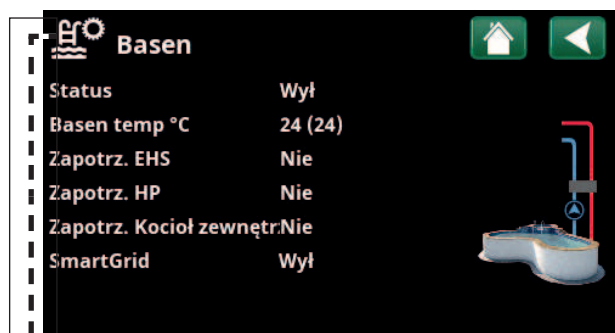 Basen
Status Wył
Basen temp °C 24 (24)
Zapotrz. EHS Nie
Zapotrz. HP Nie
Zapotrz. Kocioł zewnętr:Nie
SmartGrid Wył